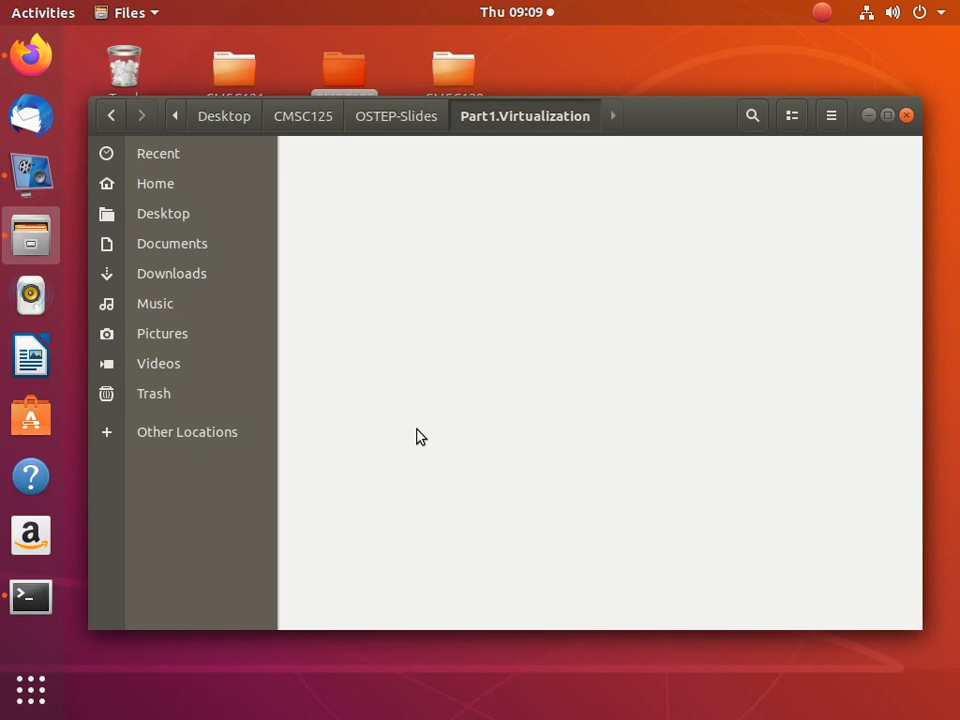 Activities
Files
Thu 09:09
Desktop
CMSC125
OSTEP-Slides
Part1.Virtualization
Recent
Home
Desktop
Documents
Downloads
Music
Pictures
Videos
Trash
Other Locations